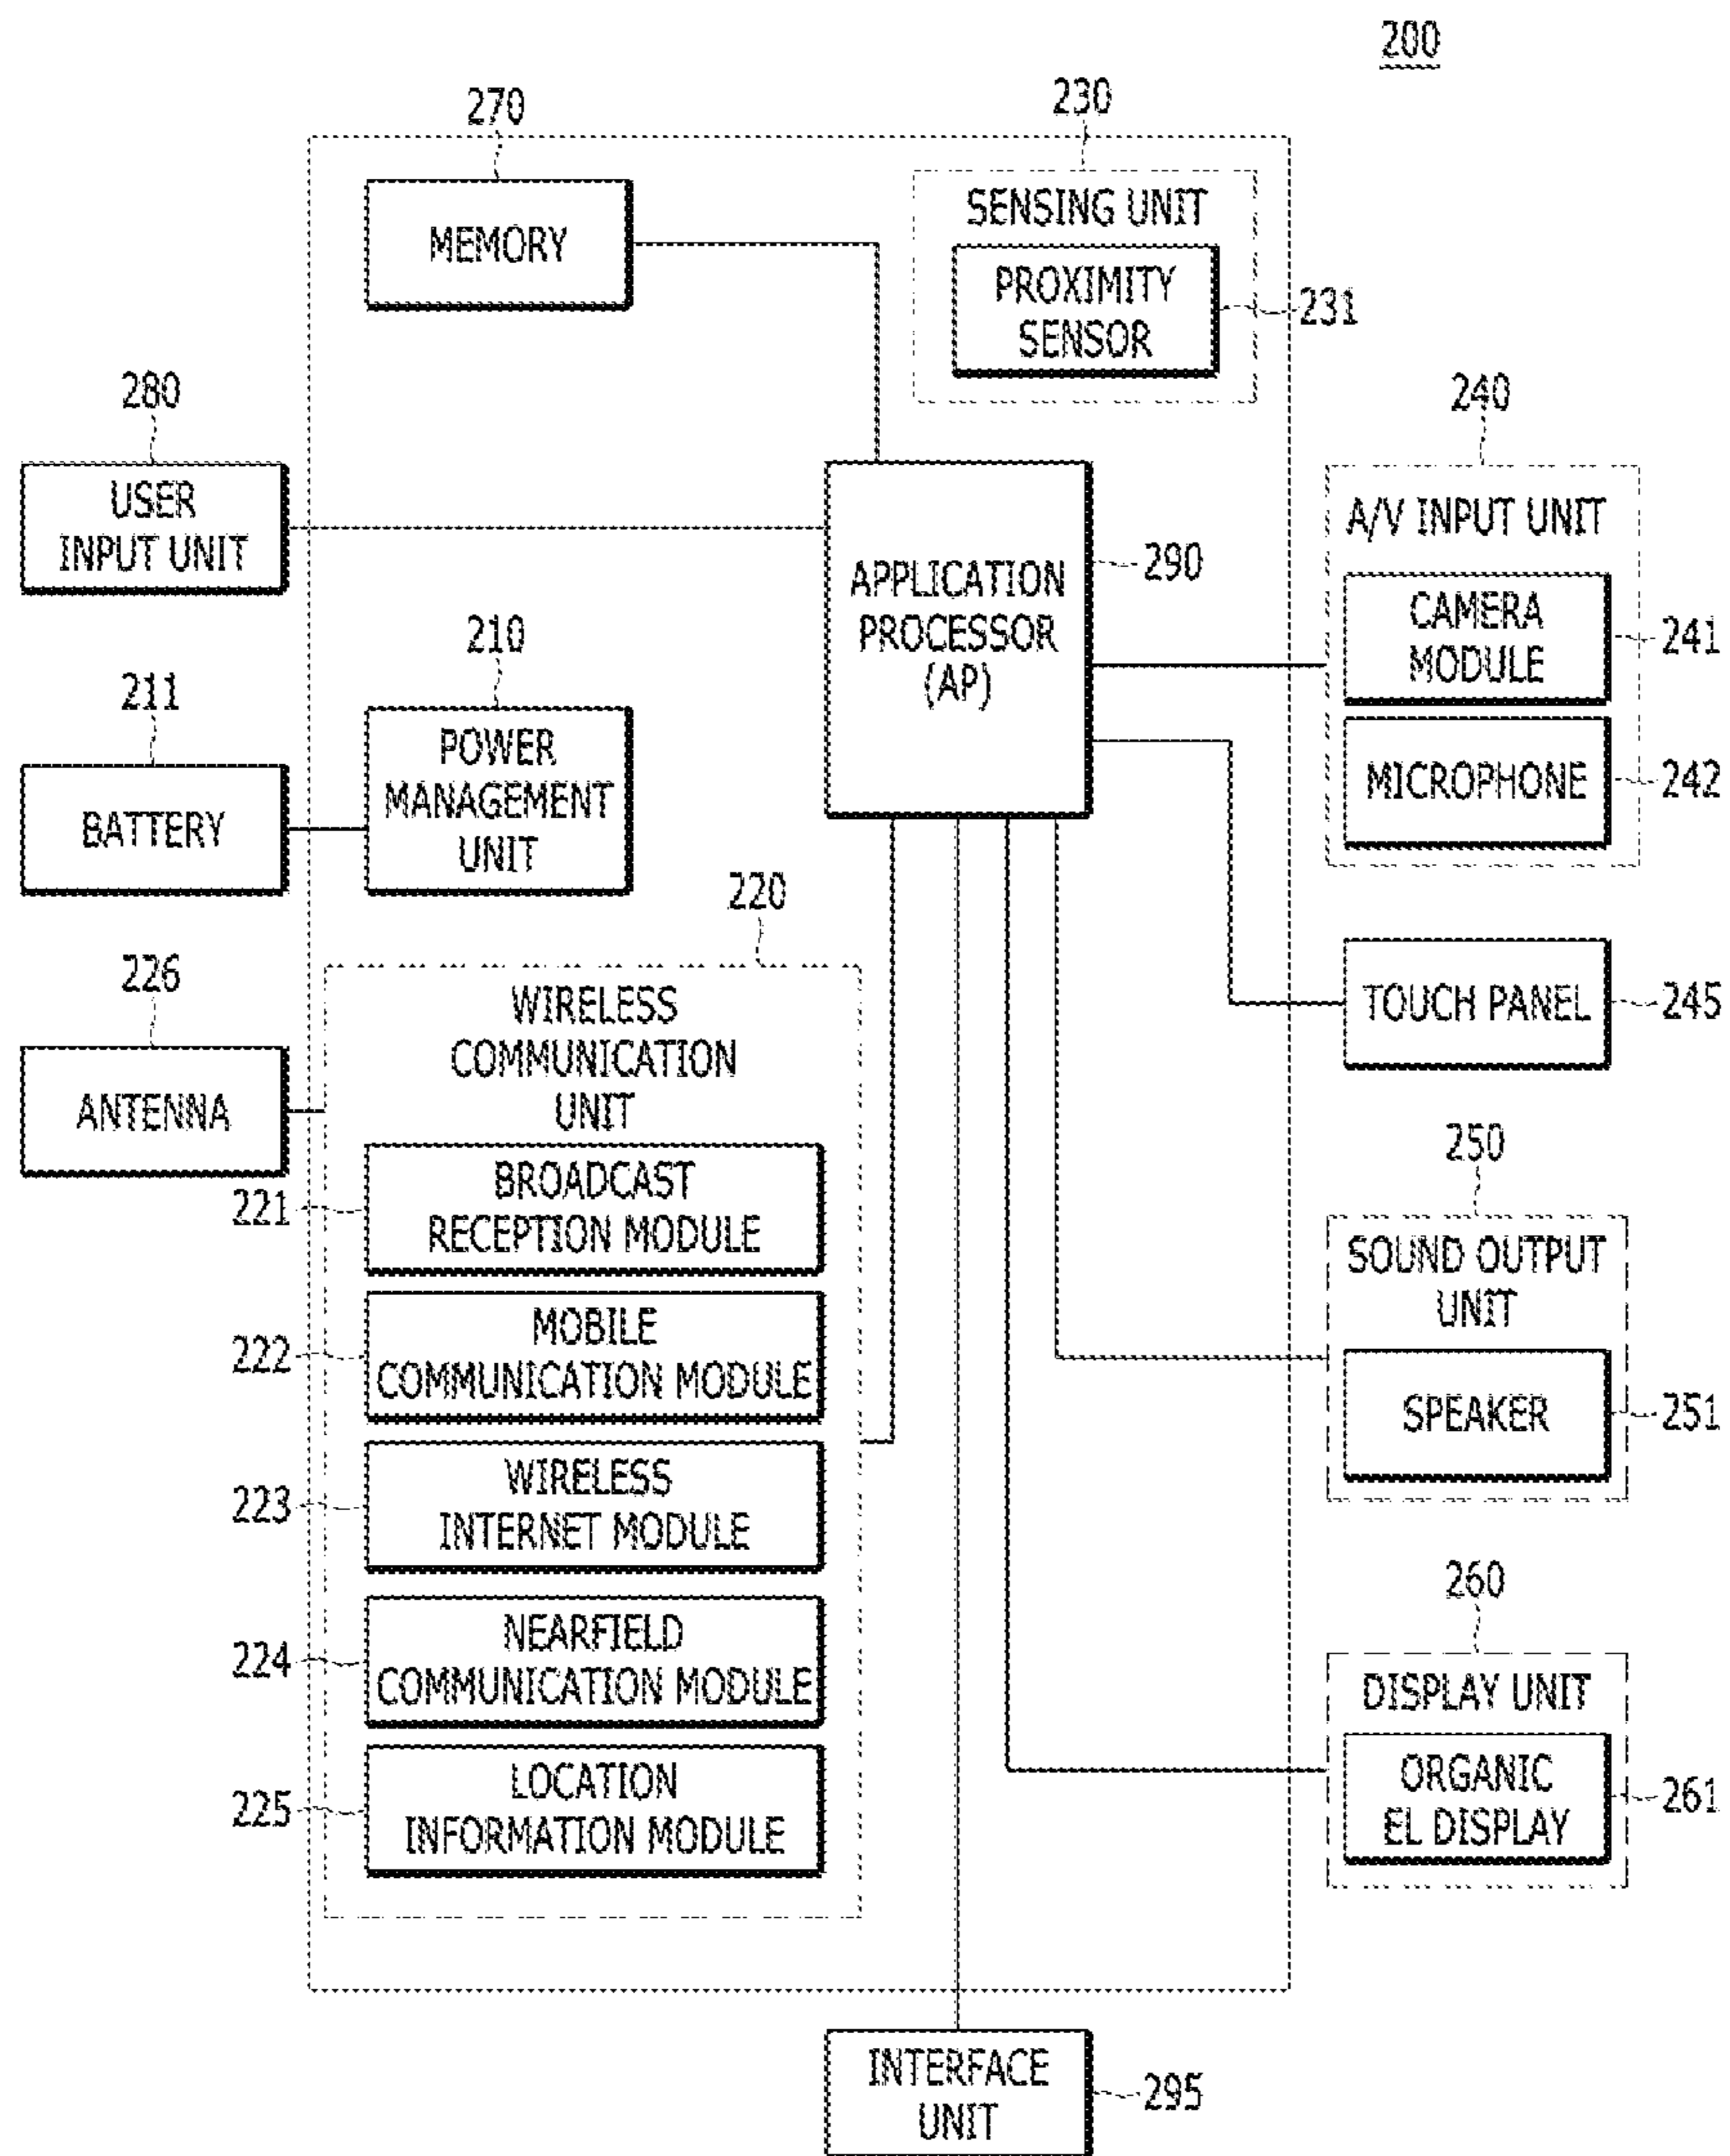 200
270
230
MEMORY
SENSING UNIT
PROXIMITY
SENSOR
231
280
USER
INPUT UNIT
240
A/V INPUT UNIT
CAMERA
MODULE
241
MICROPHONE
242
APPLICATION
PROCESSOR
(AP)
290
211
BATTERY
210
POWER
MANAGEMENT
UNIT
220
226
ANTENNA
WIRELESS
COMMUNICATION
UNIT
TOUCH PANEL
245
221
BROADCAST
RECEPTION MODULE
222
MOBILE
COMMUNICATION MODULE
223
WIRELESS
INTERNET MODULE
224
NEARFIELD
COMMUNICATION MODULE
225
LOCATION
INFORMATION MODULE
250
SOUND OUTPUT
UNIT
SPEAKER
251
260
DISPLAY UNIT
ORGANIC
EL DISPLAY
261
INTERFACE
UNIT
295